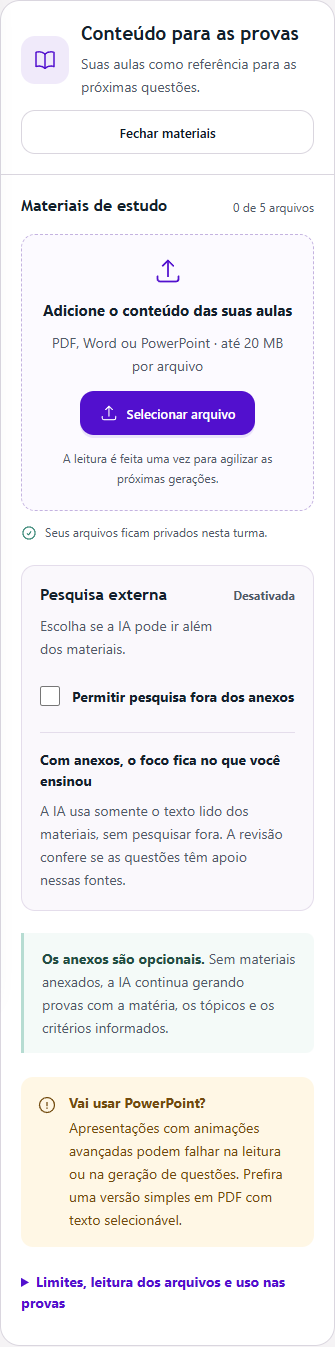 Conteúdo para as provas
Suas aulas como referência para as
próximas questões.
Fechar materiais
Materiais de estudo
0 de 5 arquivos
Adicione o conteúdo das suas aulas
PDF, Word ou PowerPoint · até 20 MB
por arquivo
Selecionar arquivo
A leitura é feita uma vez para agilizar as
próximas gerações.
Seus arquivos ficam privados nesta turma.
Pesquisa externa
Desativada
Escolha se a IA pode ir além
dos materiais.
Permitir pesquisa fora dos anexos
Com anexos, o foco fica no que você
ensinou
A IA usa somente o texto lido dos
materiais, sem pesquisar fora. A revisão
confere se as questões têm apoio
nessas fontes.
Os anexos são opcionais. Sem materiais
anexados, a IA continua gerando
provas com a matéria, os tópicos e os
critérios informados.
Vai usar PowerPoint?
Apresentações com animações
avançadas podem falhar na leitura
ou na geração de questões. Prefira
uma versão simples em PDF com
texto selecionável.
Limites, leitura dos arquivos e uso nas
provas